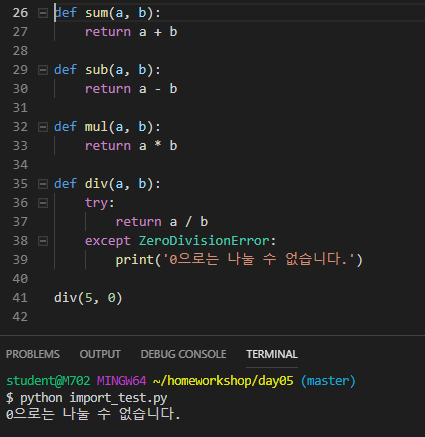 26 def sum(a, b):
27     return a + b
28
29 def sub(a, b):
30     return a - b
31
32 def mul(a, b):
33     return a * b
34
35 def div(a, b):
36     try:
37         return a / b
38     except ZeroDivisionError:
39         print('0으로는 나눌 수 없습니다.')
40
41 div(5, 0)
42
PROBLEMS OUTPUT DEBUG CONSOLE TERMINAL
student@M702 MINGW64 ~/homeworkshop/day05 (master)
$ python import_test.py
0으로는 나눌 수 없습니다.